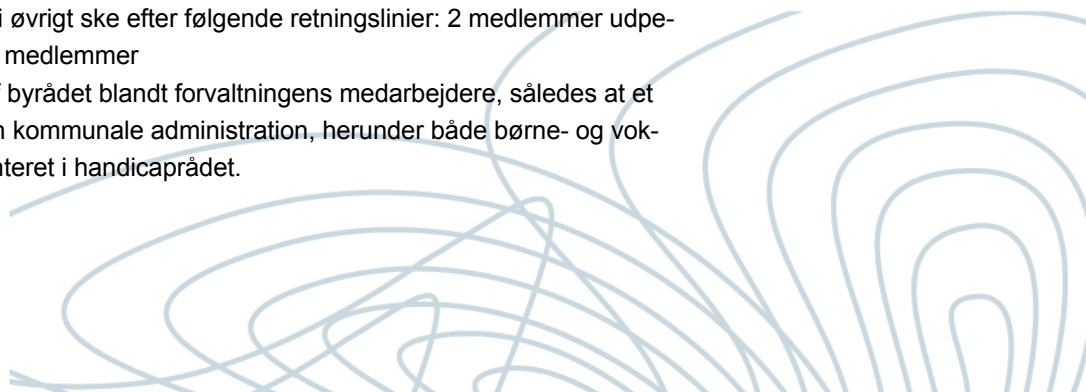 i øvrigt ske efter følgende retningslinier: 2 medlemmer udpe-
medlemmer
byrådet blandt forvaltningens medarbejdere, således at et
kommunale administration, herunder både børne- og vok-
nteret i handicaprådet.